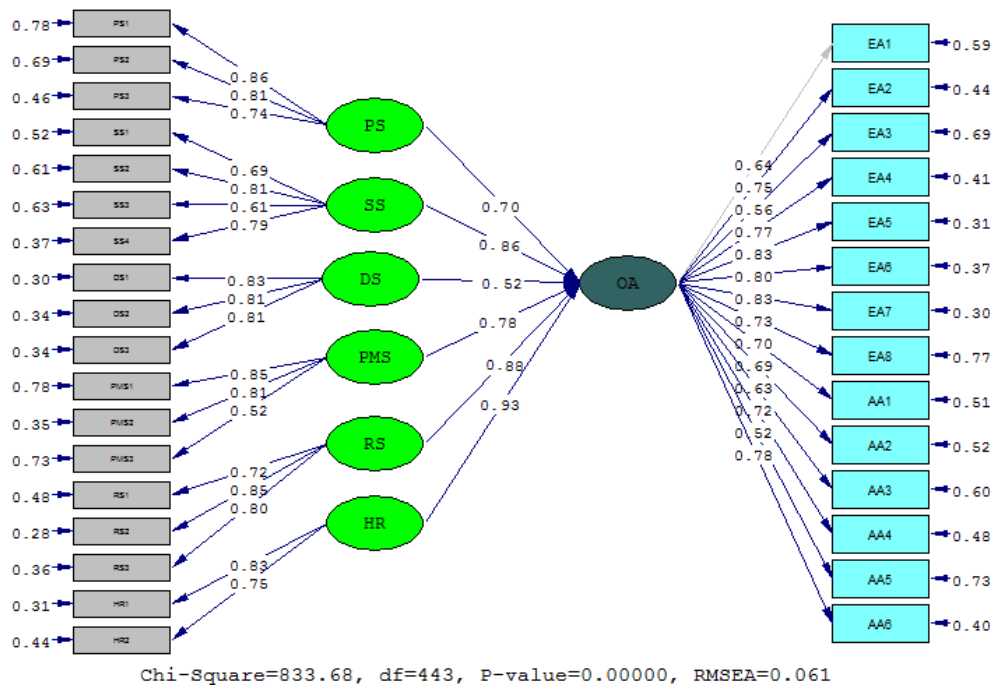 0.78 PS1
0.69 PS2
0.46 PS3
0.52 SS1
0.61 SS2
0.63 SS3
0.37 SS4
0.30 DS1
0.34 DS2
0.34 DS3
0.78 PMS1
0.35 PMS2
0.73 PMS3
0.48 RS1
0.28 RS2
0.36 RS3
0.31 HR1
0.44 HR2
0.86
0.81
0.74
0.69
0.81
0.61
0.79
0.83
0.81
0.81
0.85
0.81
0.52
0.72
0.85
0.80
0.83
0.75
PS
SS
DS
PMS
RS
HR
0.70
0.86
0.52
0.78
0.88
0.93
OA
0.64
0.75
0.56
0.77
0.83
0.80
0.83
0.73
0.70
0.69
0.63
0.72
0.52
0.78
EA1 0.59
EA2 0.44
EA3 0.69
EA4 0.41
EA5 0.31
EA6 0.37
EA7 0.30
EA8 0.77
AA1 0.51
AA2 0.52
AA3 0.60
AA4 0.48
AA5 0.73
AA6 0.40
Chi-Square=833.68, df=443, P-value=0.00000, RMSEA=0.061